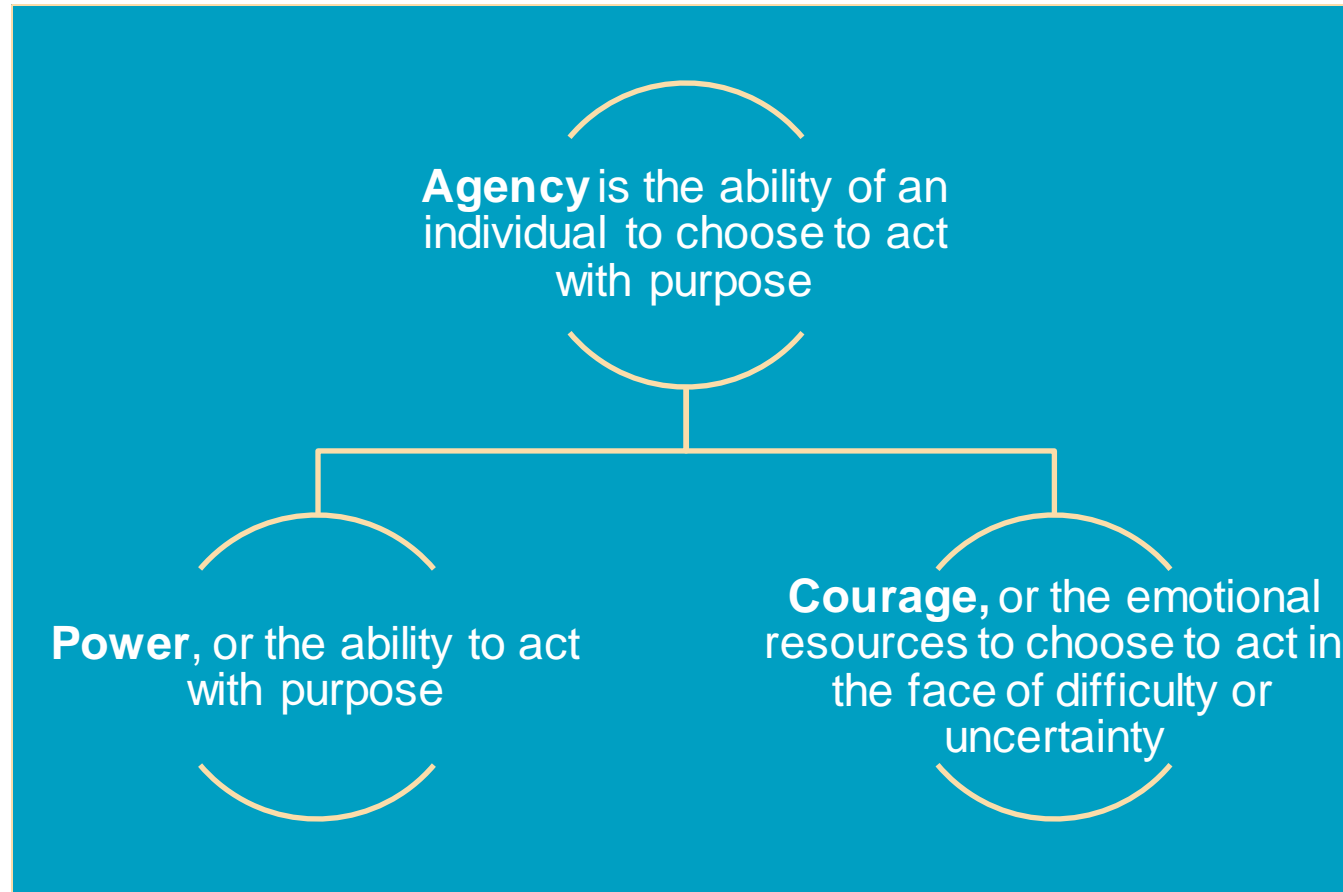 Agency is the ability of an
individual to choose to act
with purpose
Power, or the ability to act
with purpose
Courage, or the emotional
resources to choose to act in
the face of difficulty or
uncertainty